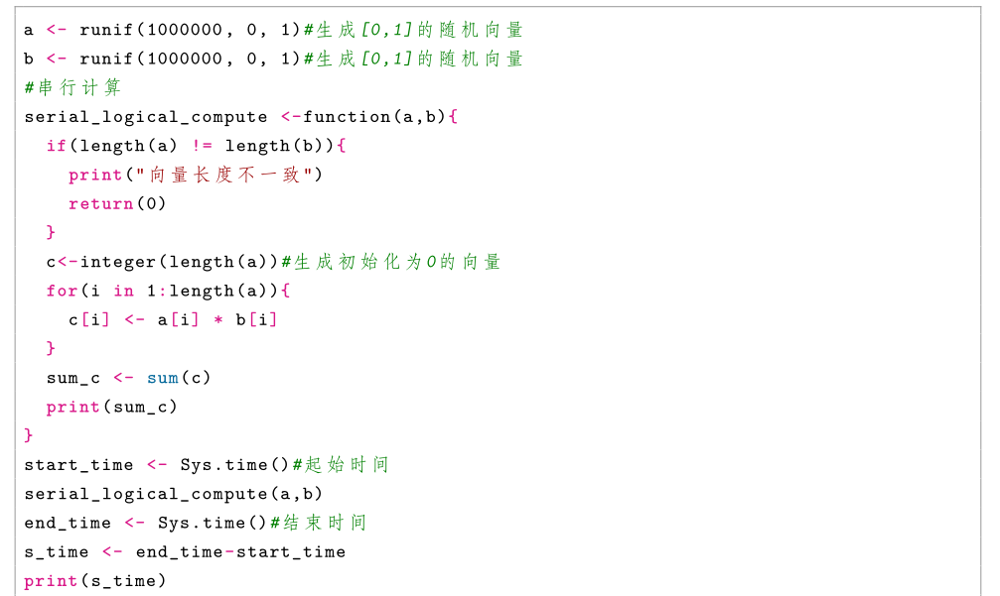 a <- runif(1000000, 0, 1)#生成[0,1]的随机向量
b <- runif(1000000, 0, 1)#生成[0,1]的随机向量
#串行计算
serial_logical_compute <-function(a,b){
  if(length(a) != length(b)){
    print("向量长度不一致")
    return(0)
  }
  c<-integer(length(a))#生成初始化为0的向量
  for(i in 1:length(a)){
    c[i] <- a[i] * b[i]
  }
  sum_c <- sum(c)
  print(sum_c)
}
start_time <- Sys.time()#起始时间
serial_logical_compute(a,b)
end_time <- Sys.time()#结束时间
s_time <- end_time-start_time
print(s_time)